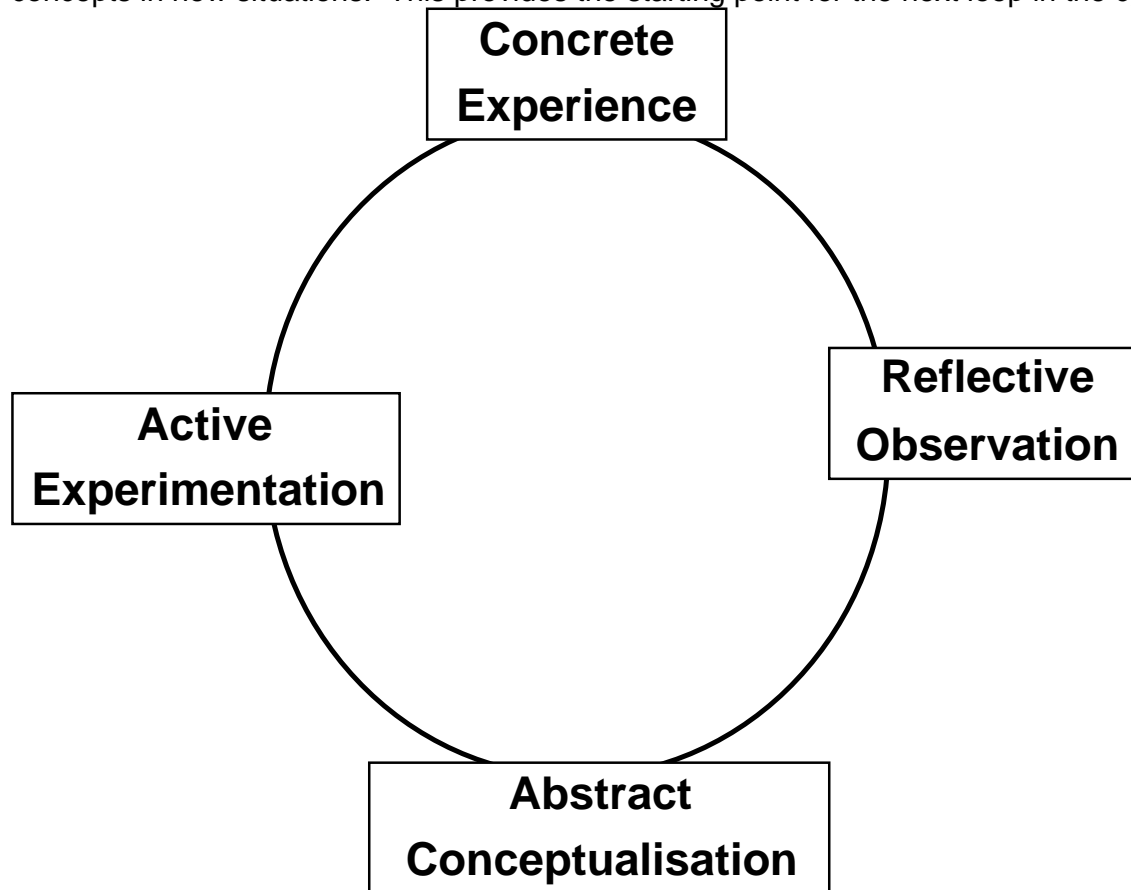 concepts in new situations. This provides the starting point for the next loop in the
Concrete
Experience
Reflective
Observation
Active
Experimentation
Abstract
Conceptualisation